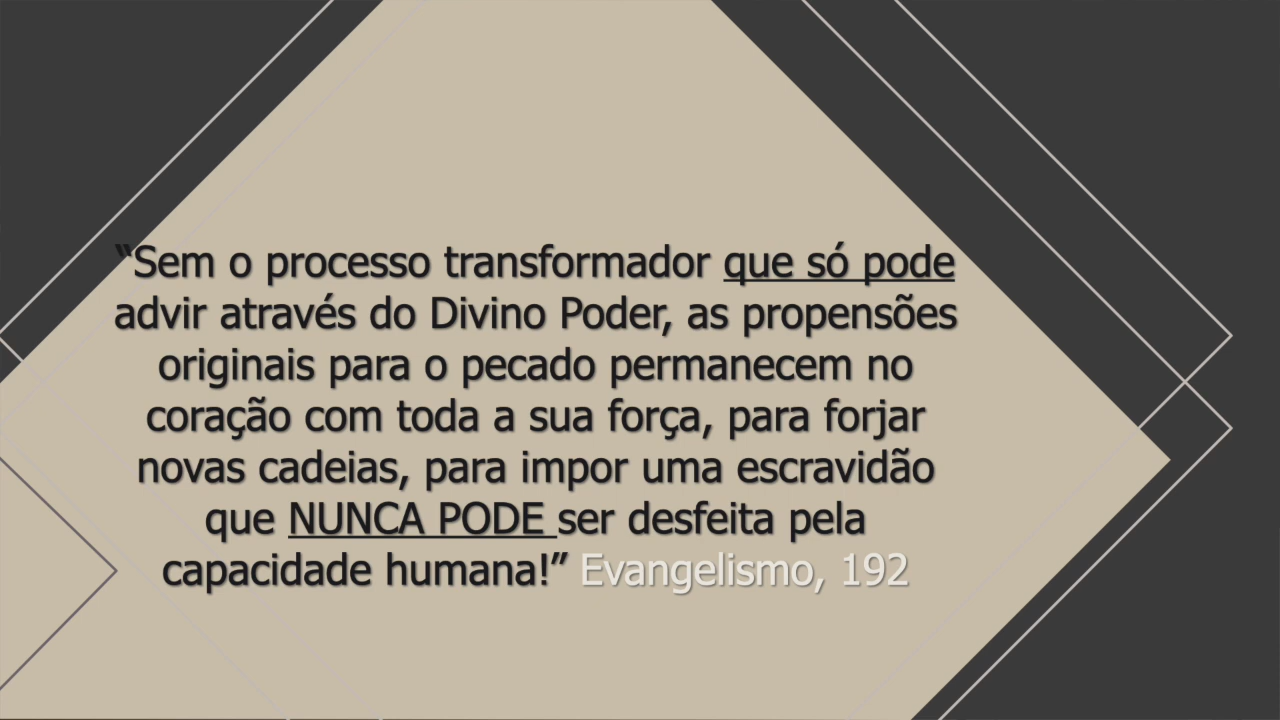 “Sem o processo transformador que só pode
advir através do Divino Poder, as propensões
originais para o pecado permanecem no
coração com toda a sua força, para forjar
novas cadeias, para impor uma escravidão
que NUNCA PODE ser desfeita pela
capacidade humana!” Evangelismo, 192